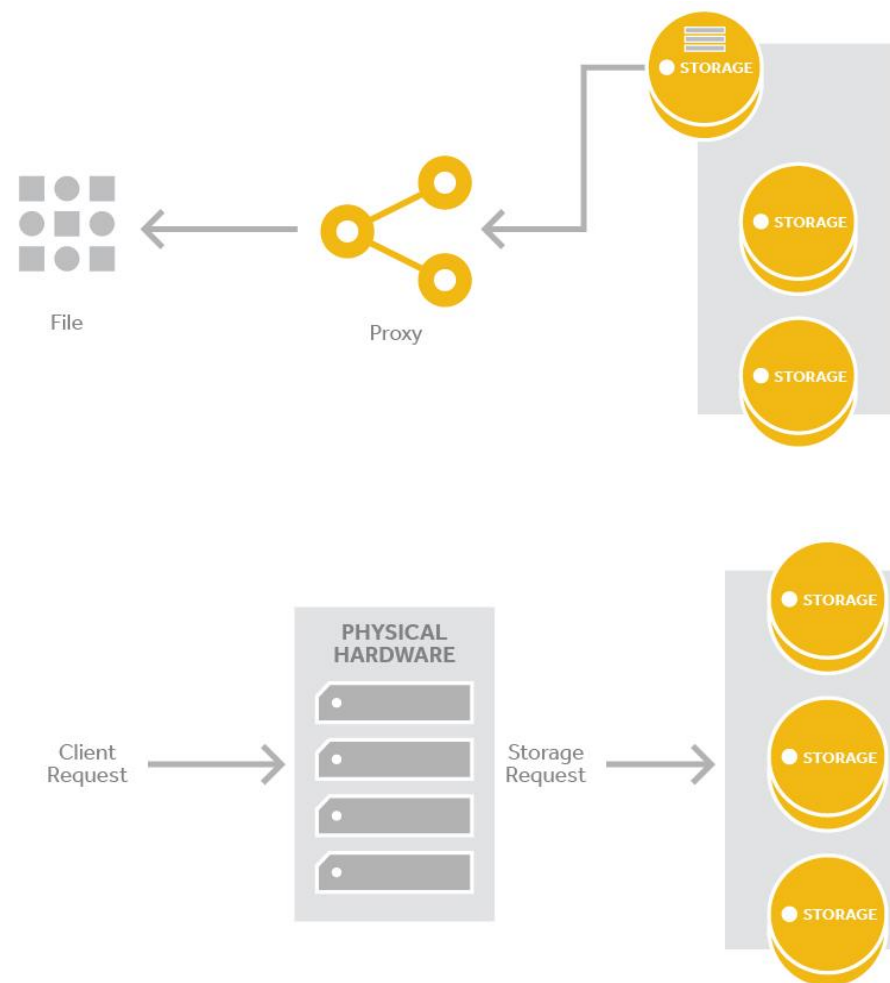 STORAGE
STORAGE
File
Proxy
STORAGE
STORAGE
PHYSICAL
HARDWARE
Client
Request
Storage
Request
STORAGE
STORAGE